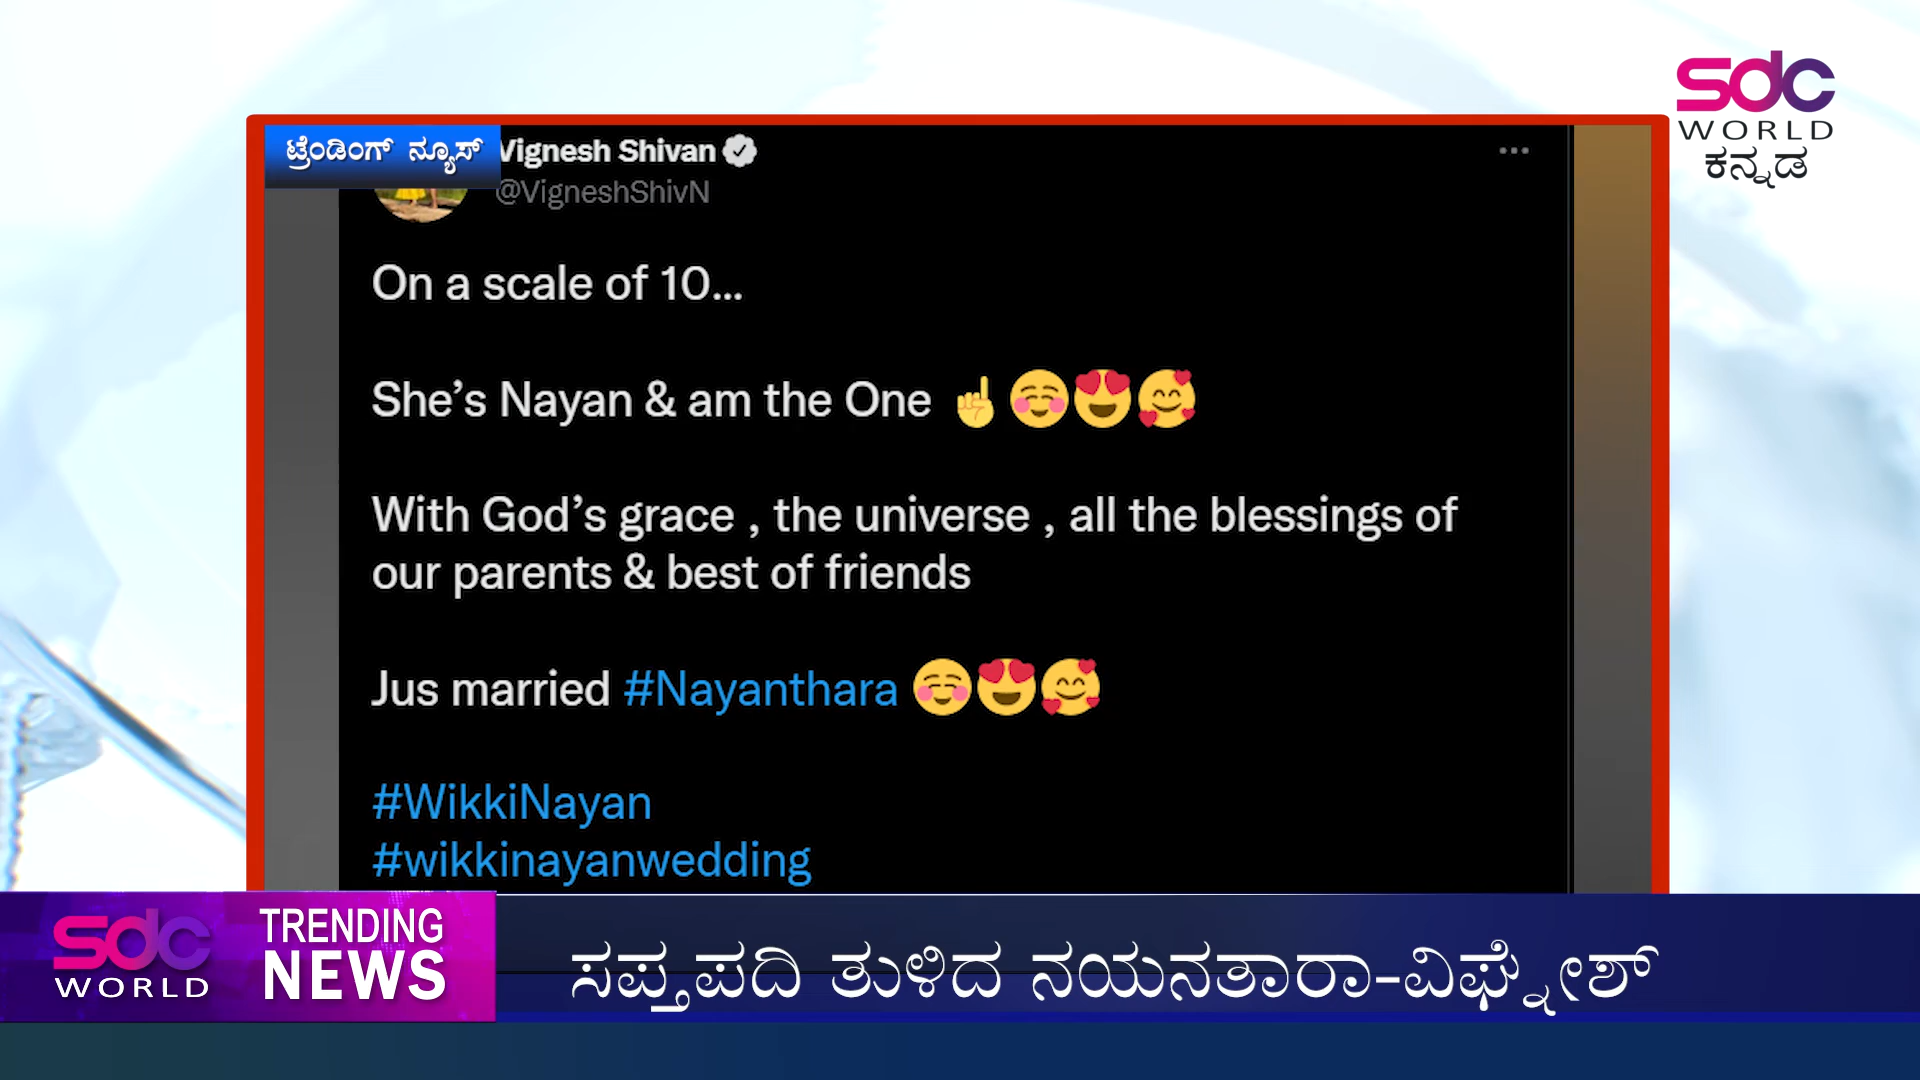 sdc
WORLD
ಕನ್ನಡ
ಟ್ರೆಂಡಿಂಗ್ ನ್ಯೂಸ್
Vignesh Shivan
@VigneshShivN
On a scale of 10...
She's Nayan & am the One ☝️☺️😍🥰
With God's grace , the universe , all the blessings of
our parents & best of friends
Jus married #Nayanthara ☺️😍🥰
#WikkiNayan
#wikkinayanwedding
sdc
WORLD
TRENDING
NEWS
ಸಪ್ತಪದಿ ತುಳಿದ ನಯನತಾರಾ-ವಿಘ್ನೇಶ್